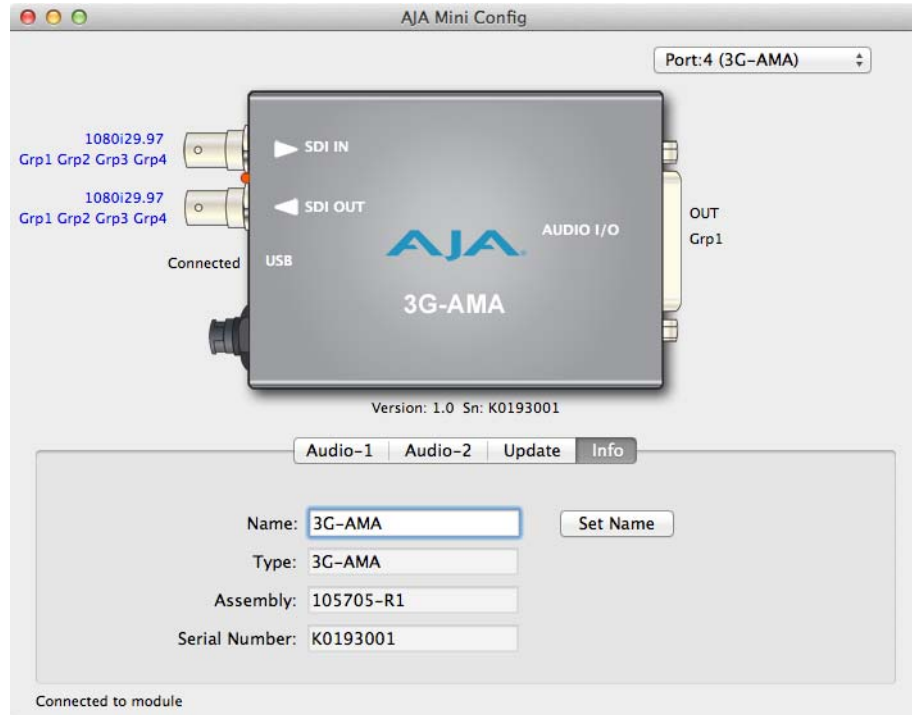 AJA Mini Config
Port:4 (3G-AMA)
1080i29.97
Grp1 Grp2 Grp3 Grp4
SDI IN
1080i29.97
Grp1 Grp2 Grp3 Grp4
SDI OUT
OUT
Grp1
AUDIO I/O
Connected
USB
AJA
3G-AMA
Version: 1.0 Sn: K0193001
Audio-1 Audio-2 Update Info
Name: 3G-AMA Set Name
Type: 3G-AMA
Assembly: 105705-R1
Serial Number: K0193001
Connected to module